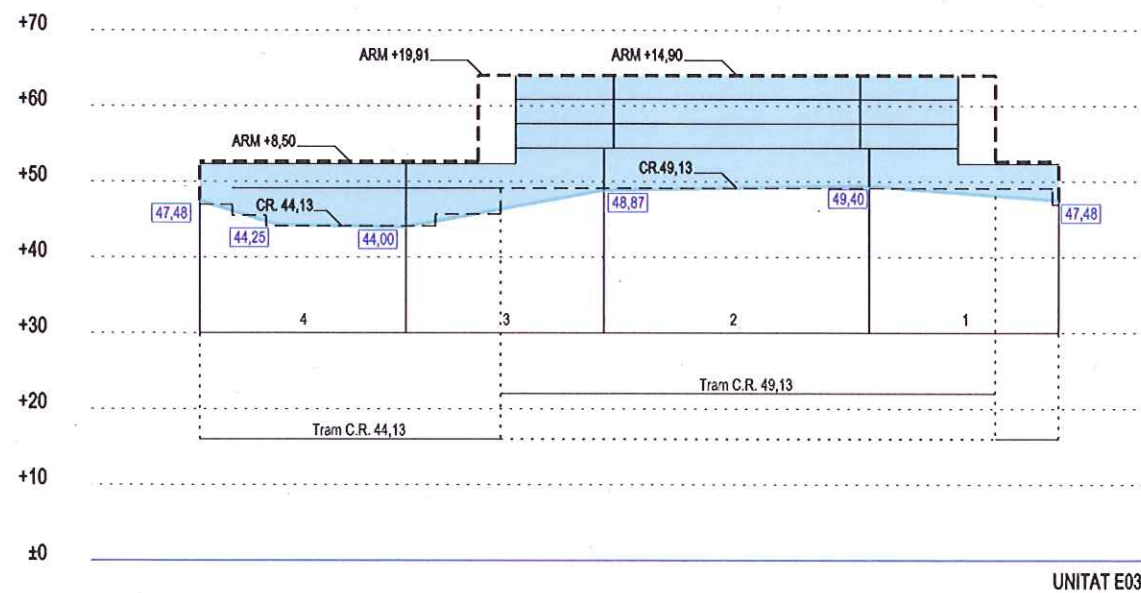 +70
ARM +19,91
ARM +14,90
+60
ARM +8,50
+50
CR.49,13
47,48
CR. 44,13
48,87
49,40
47,48
44,25
44,00
+40
+30
4
3
2
1
Tram C.R. 49,13
+20
Tram C.R. 44,13
+10
±0
UNITAT E03